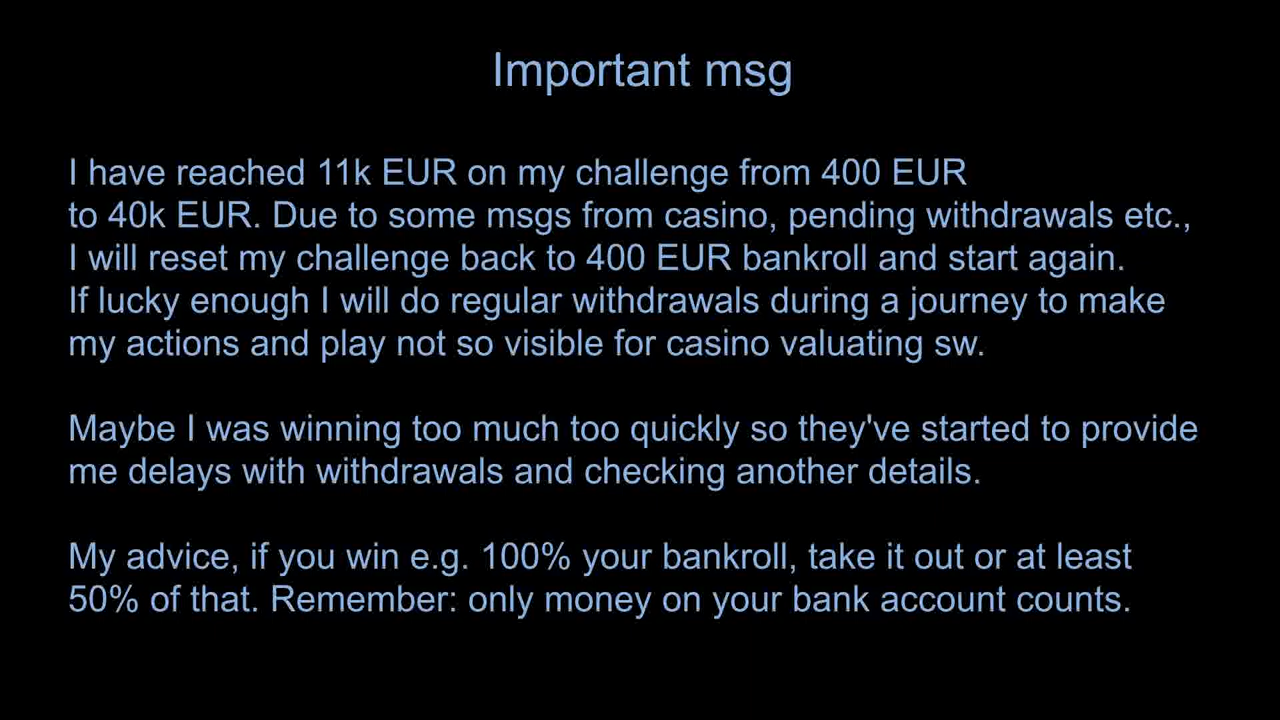 Important msg
I have reached 11k EUR on my challenge from 400 EUR
to 40k EUR. Due to some msgs from casino, pending withdrawals etc.,
I will reset my challenge back to 400 EUR bankroll and start again.
If lucky enough I will do regular withdrawals during a journey to make
my actions and play not so visible for casino valuating sw.
Maybe I was winning too much too quickly so they've started to provide
me delays with withdrawals and checking another details.
My advice, if you win e.g. 100% your bankroll, take it out or at least
50% of that. Remember: only money on your bank account counts.